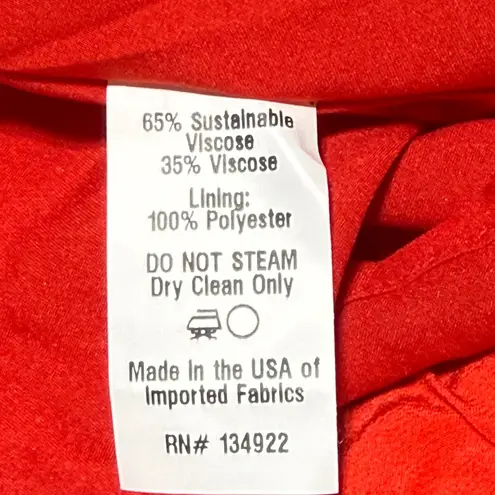 65% Sustainable
Viscose
35% Viscose
Lining:
100% Polyester
DO NOT STEAM
Dry Clean Only
Made in the USA of
Imported Fabrics
RN# 134922